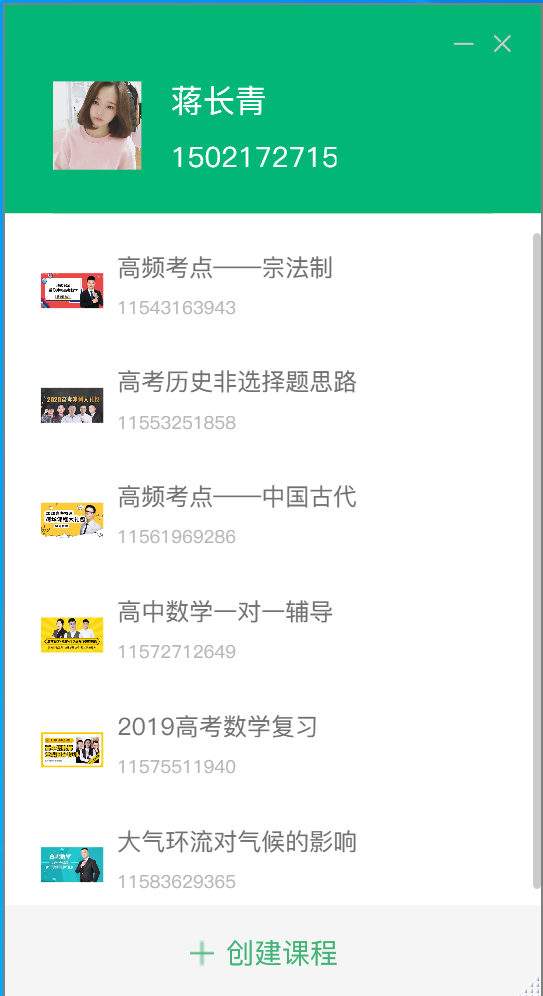 蒋长青
1502172715
高频考点——宗法制
11543163943
高考历史非选择题思路
11553251858
高频考点——中国古代
11561969286
高中数学一对一辅导
11572712649
2019高考数学复习
11575511940
大气环流对气候的影响
11583629365
创建课程